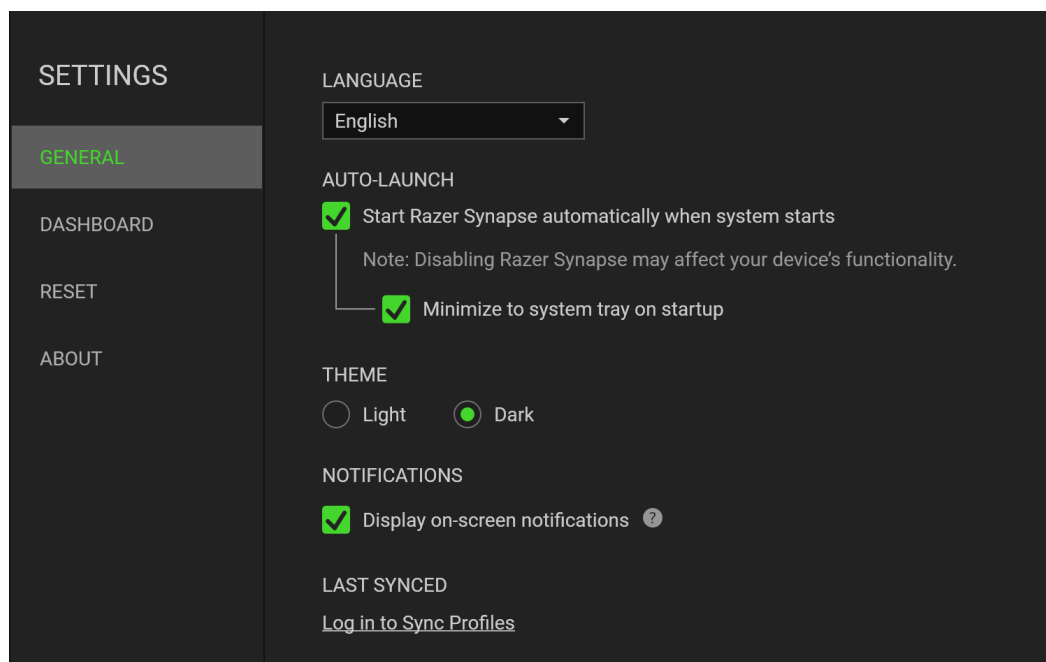 SETTINGS
GENERAL
DASHBOARD
RESET
ABOUT
LANGUAGE
English
AUTO-LAUNCH
Start Razer Synapse automatically when system starts
Note: Disabling Razer Synapse may affect your device’s functionality.
Minimize to system tray on startup
THEME
Light
Dark
NOTIFICATIONS
Display on-screen notifications ?
LAST SYNCED
Log in to Sync Profiles